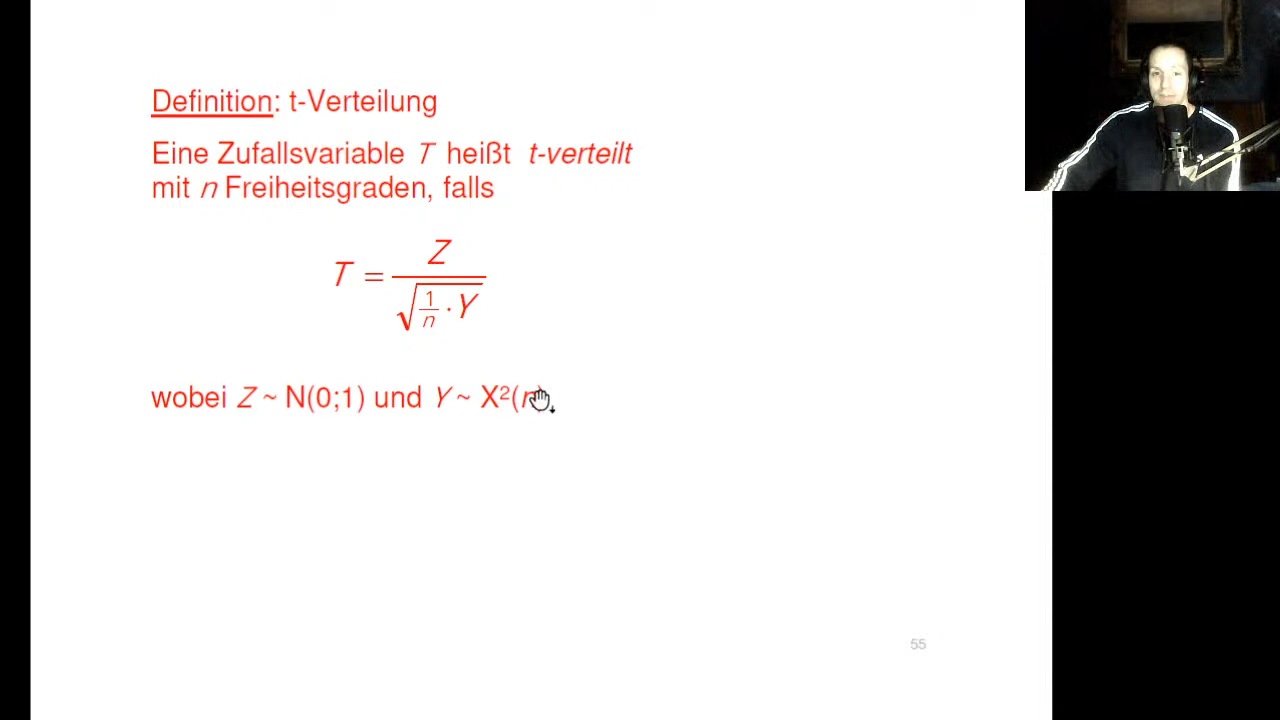 Definition: t-Verteilung
Eine Zufallsvariable T heißt t-verteilt
mit n Freiheitsgraden, falls
T = Z / √(1/n · Y)
wobei Z ~ N(0;1) und Y ~ X²(n)
55